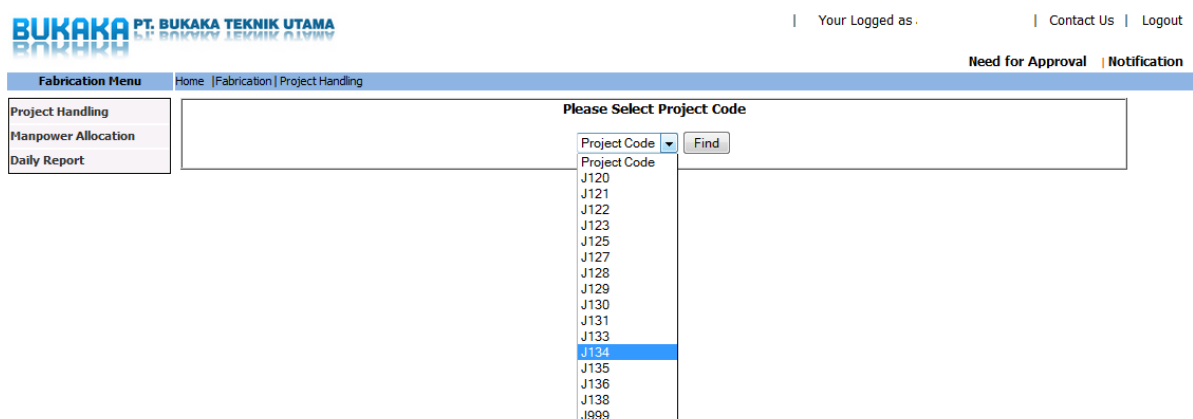 BUKAKA PT. BUKAKA TEKNIK UTAMA
| Your Logged as . | Contact Us | Logout
Need for Approval | Notification
Fabrication Menu Home |Fabrication | Project Handling
Project Handling
Manpower Allocation
Daily Report
Please Select Project Code
Project Code Find
Project Code
J120
J121
J122
J123
J125
J127
J128
J129
J130
J131
J133
J134
J135
J136
J138
J999